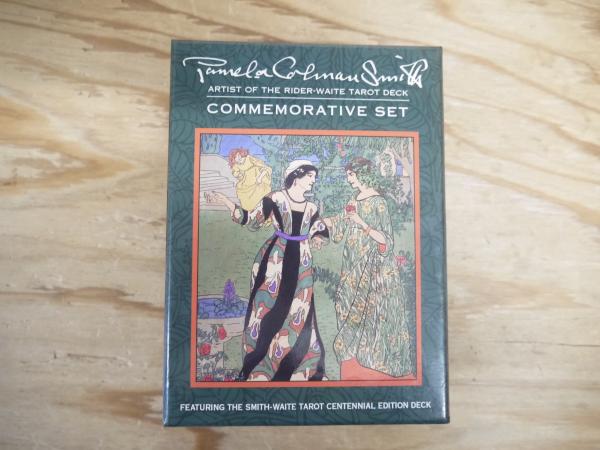 Pamela Colman Smith
ARTIST OF THE RIDER-WAITE TAROT DECK
COMMEMORATIVE SET
FEATURING THE SMITH-WAITE TAROT CENTENNIAL EDITION DECK